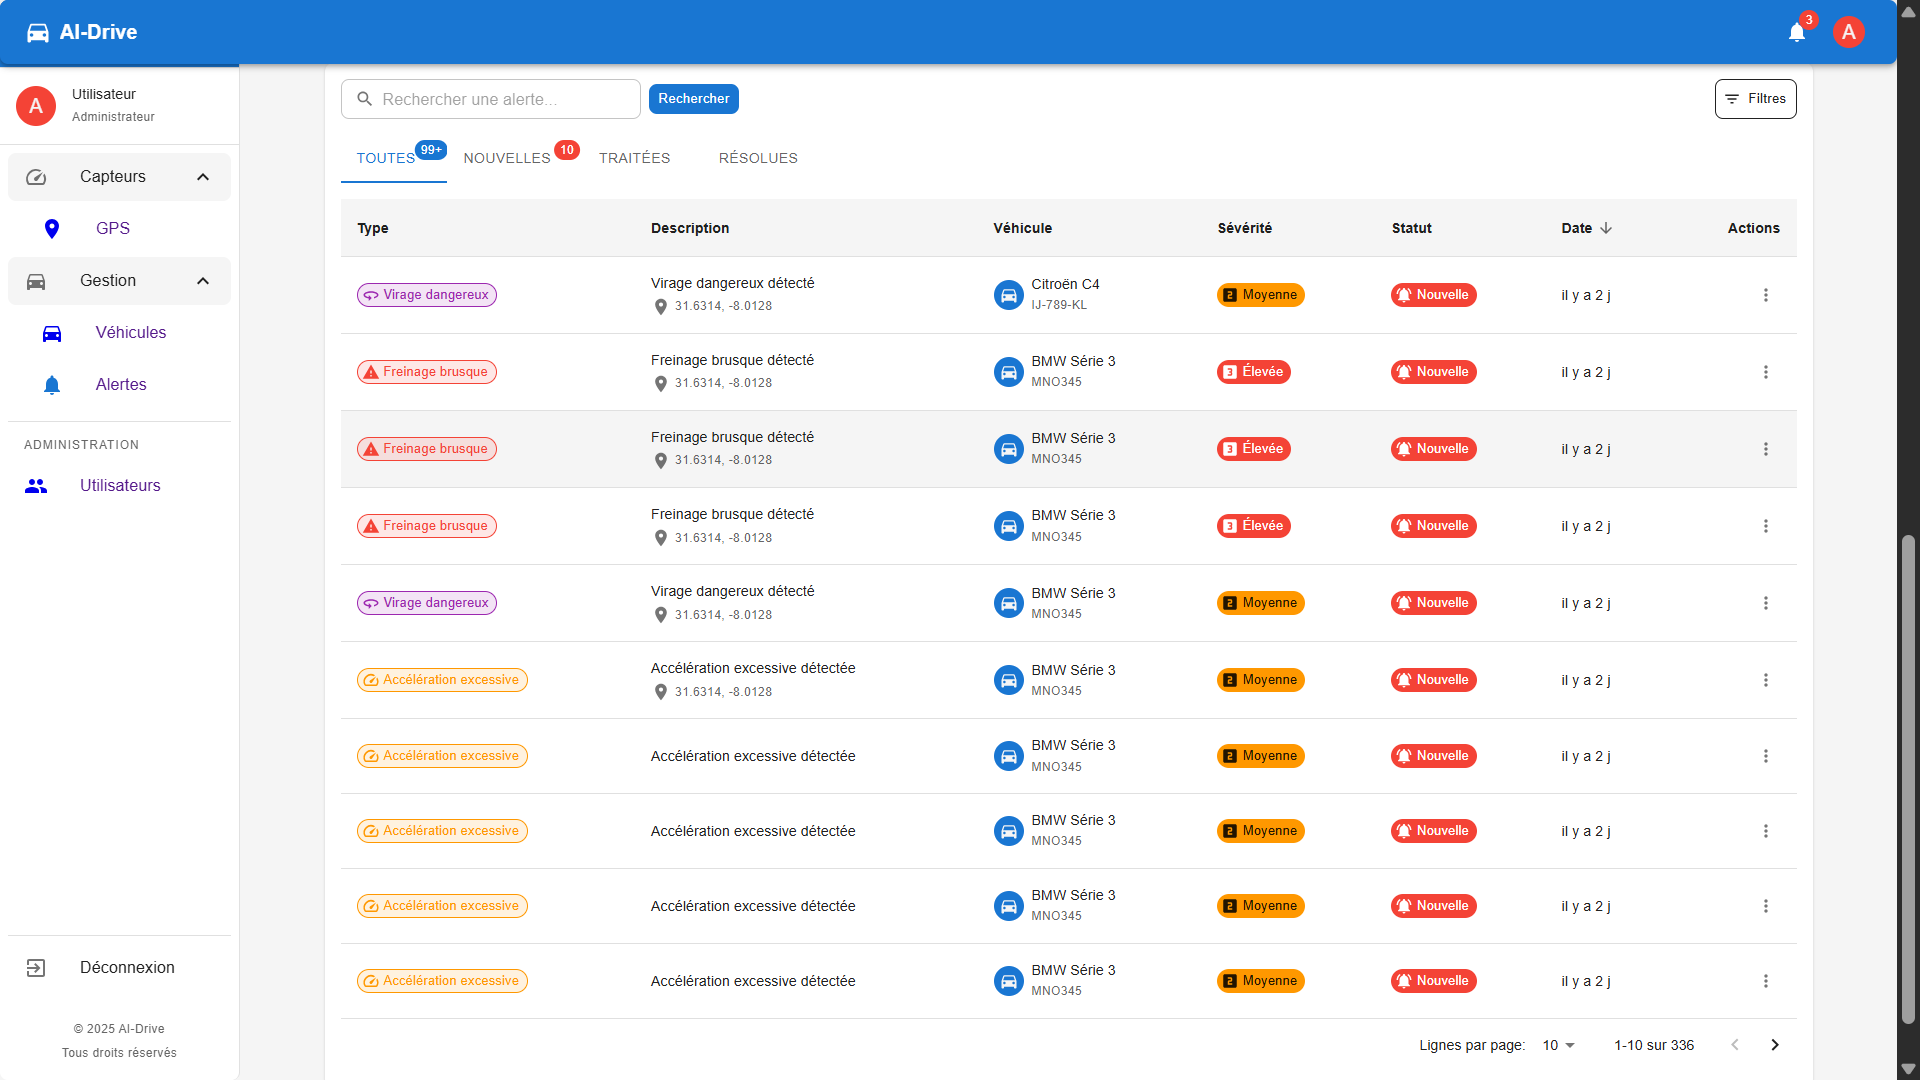 AI-Drive
3
A
A
Utilisateur
Administrateur
Capteurs
GPS
Gestion
Véhicules
Alertes
ADMINISTRATION
Utilisateurs
Déconnexion
© 2025 AI-Drive
Tous droits réservés
Rechercher une alerte...
Rechercher
Filtres
TOUTES 99+ NOUVELLES 10 TRAITÉES RÉSOLUES
Type Description Véhicule Sévérité Statut Date Actions
Virage dangereux
Virage dangereux détecté
31.6314, -8.0128
Citroën C4
IJ-789-KL
2 Moyenne
Nouvelle
il y a 2 j
Freinage brusque
Freinage brusque détecté
31.6314, -8.0128
BMW Série 3
MNO345
3 Élevée
Nouvelle
il y a 2 j
Freinage brusque
Freinage brusque détecté
31.6314, -8.0128
BMW Série 3
MNO345
3 Élevée
Nouvelle
il y a 2 j
Freinage brusque
Freinage brusque détecté
31.6314, -8.0128
BMW Série 3
MNO345
3 Élevée
Nouvelle
il y a 2 j
Virage dangereux
Virage dangereux détecté
31.6314, -8.0128
BMW Série 3
MNO345
2 Moyenne
Nouvelle
il y a 2 j
Accélération excessive
Accélération excessive détectée
31.6314, -8.0128
BMW Série 3
MNO345
2 Moyenne
Nouvelle
il y a 2 j
Accélération excessive
Accélération excessive détectée
BMW Série 3
MNO345
2 Moyenne
Nouvelle
il y a 2 j
Accélération excessive
Accélération excessive détectée
BMW Série 3
MNO345
2 Moyenne
Nouvelle
il y a 2 j
Accélération excessive
Accélération excessive détectée
BMW Série 3
MNO345
2 Moyenne
Nouvelle
il y a 2 j
Accélération excessive
Accélération excessive détectée
BMW Série 3
MNO345
2 Moyenne
Nouvelle
il y a 2 j
Lignes par page: 10 1-10 sur 336